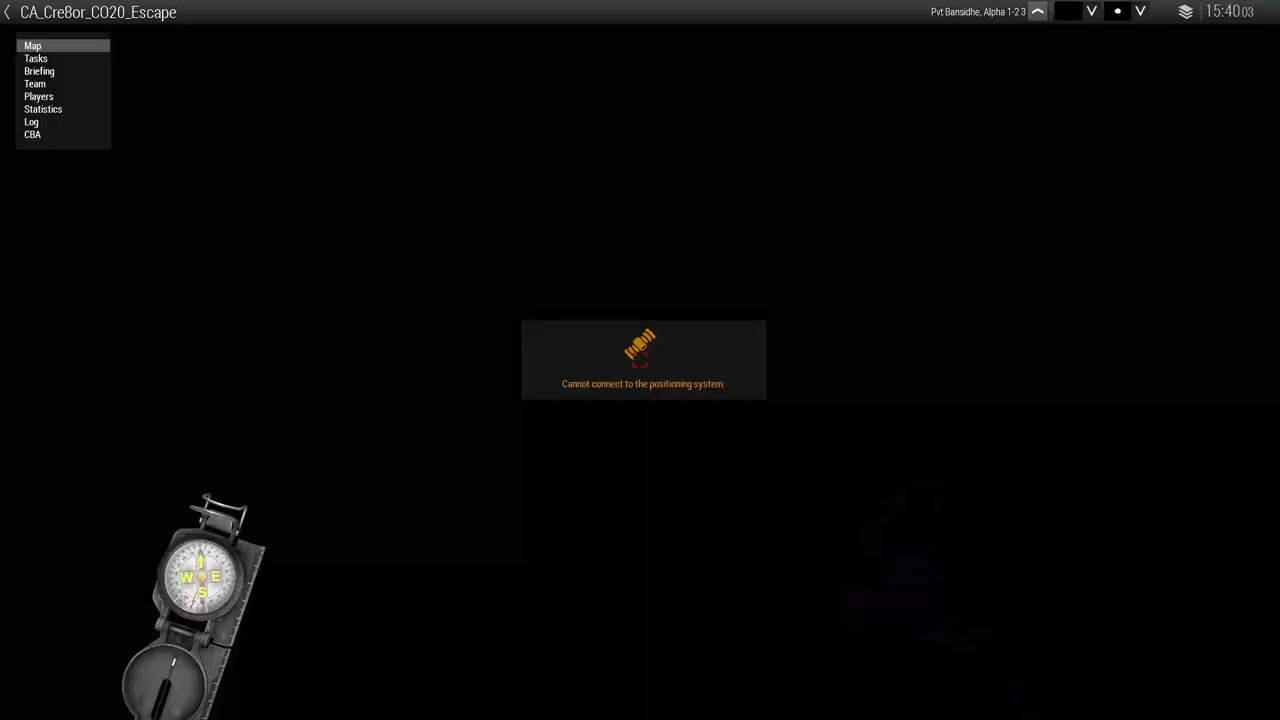 CA_Cre8or_CO20_Escape
Pvt Bansidhe, Alpha 1-2 3
15:40 03
Map
Tasks
Briefing
Team
Players
Statistics
Log
CBA
Cannot connect to the positioning system.
W E
S